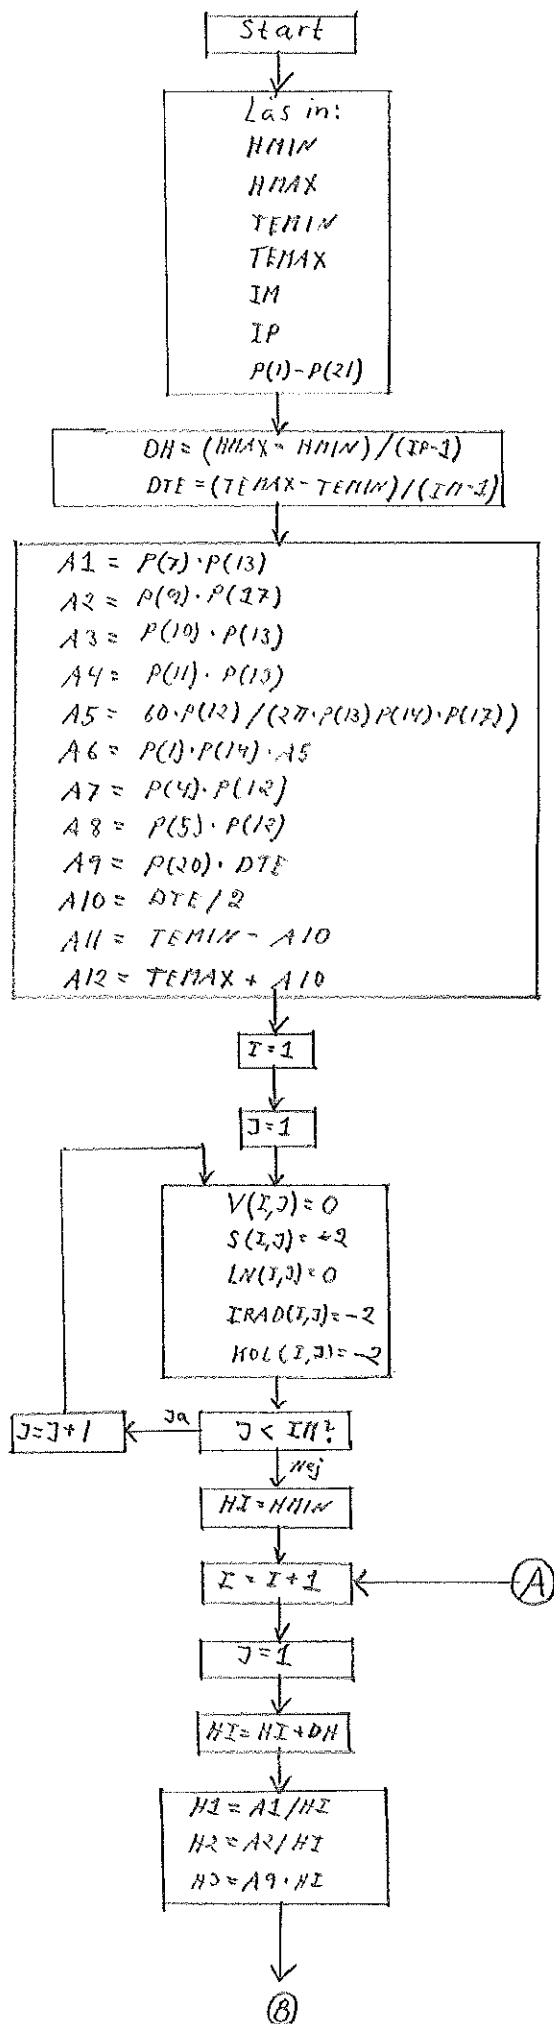 Start
Läs in:
HMIN
HMAX
TEMIN
TEMAX
IM
IP
P(1)-P(21)
DH=(HMAX-HMIN)/(IP-1)
DTE=(TEMAX-TEMIN)/(IM-1)
A1 = P(7)·P(13)
A2 = P(9)·P(17)
A3 = P(10)·P(13)
A4 = P(11)·P(13)
A5 = 60·P(12)/(2π·P(13)P(14)·P(17))
A6 = P(1)·P(14)·A5
A7 = P(4)·P(12)
A8 = P(5)·P(12)
A9 = P(20)·DTE
A10 = DTE/2
A11 = TEMIN - A10
A12 = TEMAX + A10
I=1
J=1
V(I,J)=0
S(I,J)=+2
LN(I,J)=0
IRAD(I,J)=-2
KOL(I,J)=-2
J=J+1
Ja
J < IM?
Nej
HI=HMIN
I = I+1
A
J=1
HI=HI+DH
H1=A1/HI
H2=A2/HI
H3=A9·HI
B